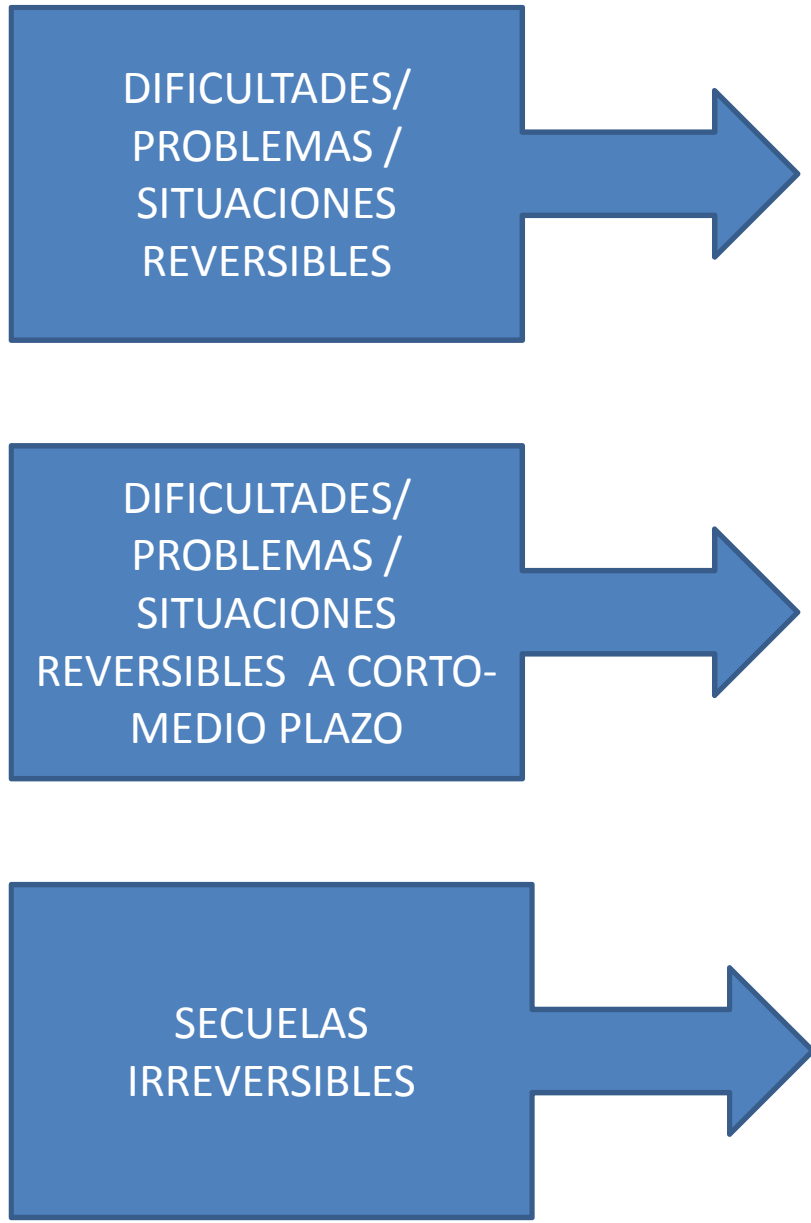 DIFICULTADES/
PROBLEMAS /
SITUACIONES
REVERSIBLES
DIFICULTADES/
PROBLEMAS /
SITUACIONES
REVERSIBLES  A CORTO-
MEDIO PLAZO
SECUELAS
IRREVERSIBLES